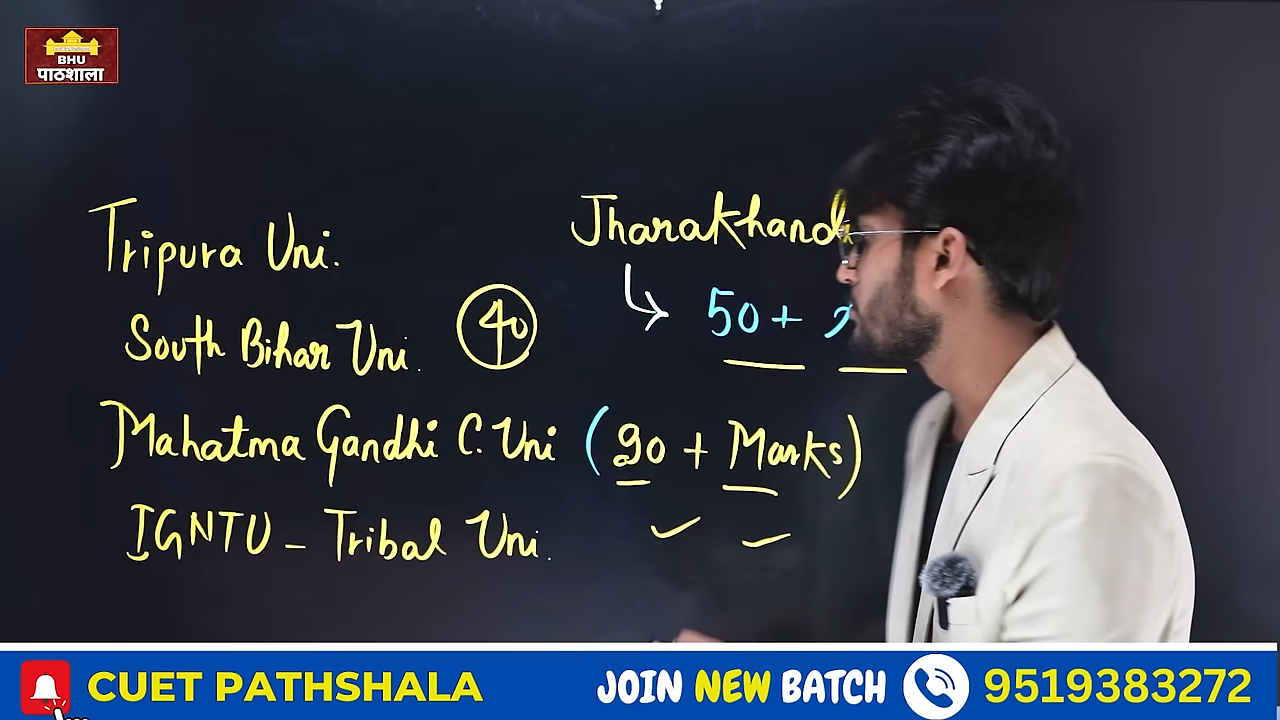 BHU
पाठशाला
Tripura Uni.
South Bihar Uni.
40
Mahatma Gandhi C. Uni
IGNTU - Tribal Uni.
Jharakhand
50+
(90 + Marks)
CUET PATHSHALA
JOIN NEW BATCH
9519383272